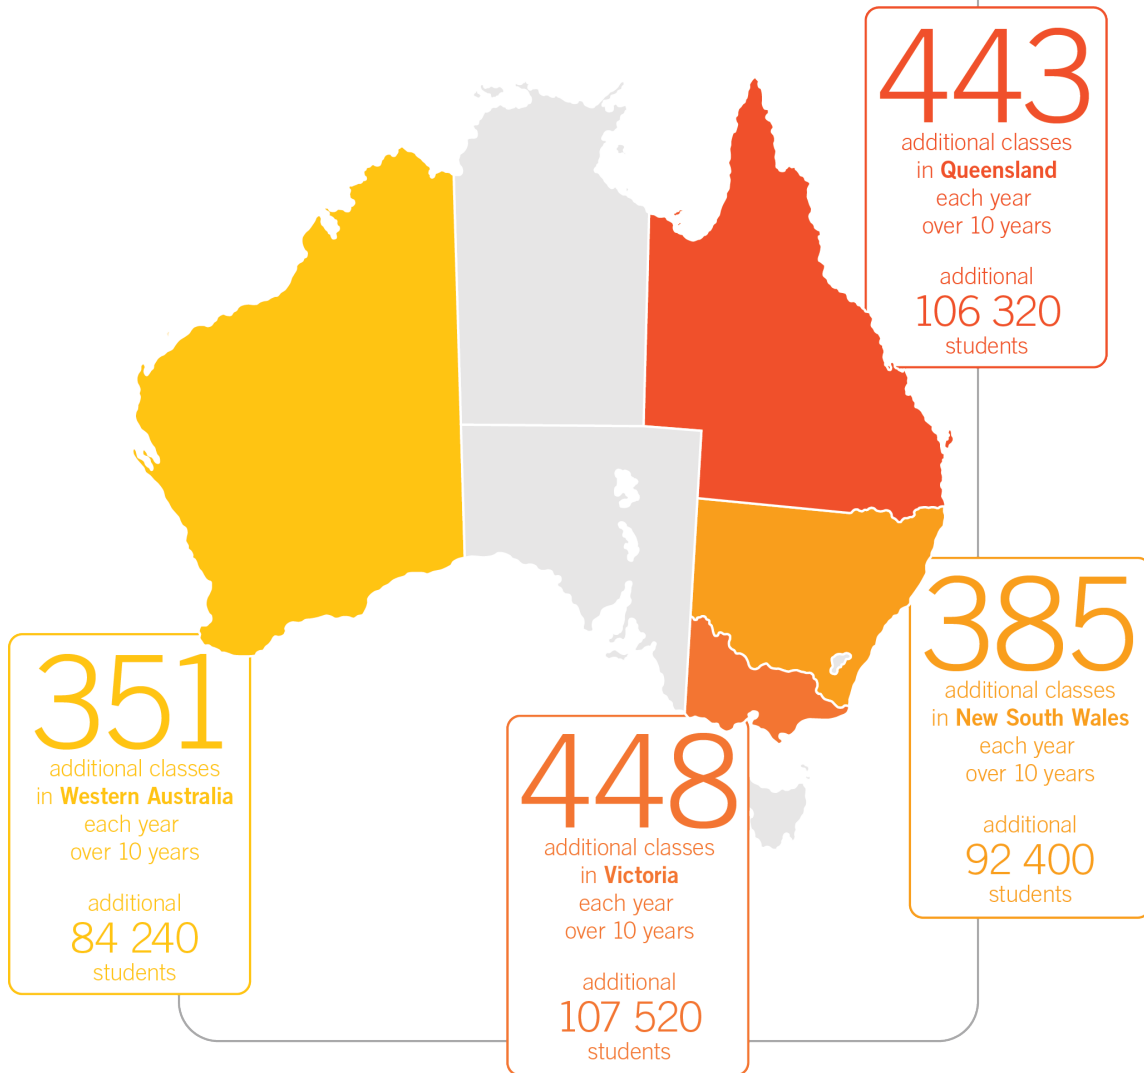 443
additional classes
in Queensland
each year
over 10 years
additional
106 320
students
385
additional classes
in New South Wales
each year
over 10 years
additional
92 400
students
351
additional classes
in Western Australia
each year
over 10 years
additional
84 240
students
448
additional classes
in Victoria
each year
over 10 years
additional
107 520
students